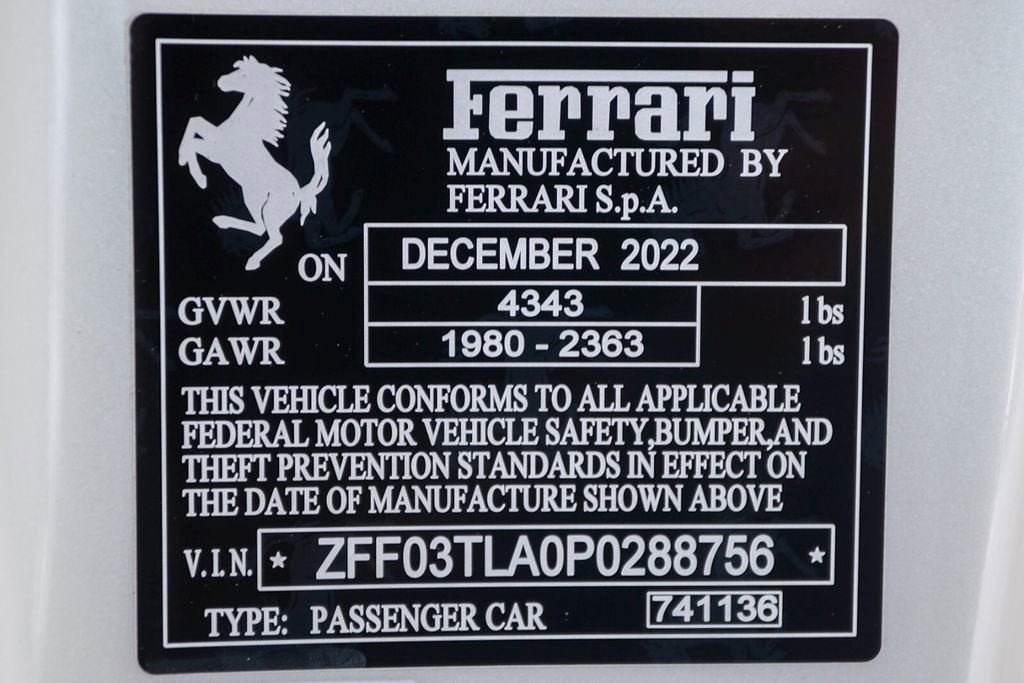 Ferrari
MANUFACTURED BY
FERRARI S.p.A.
ON DECEMBER 2022
GVWR 4343 lbs
GAWR 1980 - 2363 lbs
THIS VEHICLE CONFORMS TO ALL APPLICABLE
FEDERAL MOTOR VEHICLE SAFETY,BUMPER,AND
THEFT PREVENTION STANDARDS IN EFFECT ON
THE DATE OF MANUFACTURE SHOWN ABOVE
V.I.N. * ZFF03TLA0P0288756 *
TYPE: PASSENGER CAR 741136